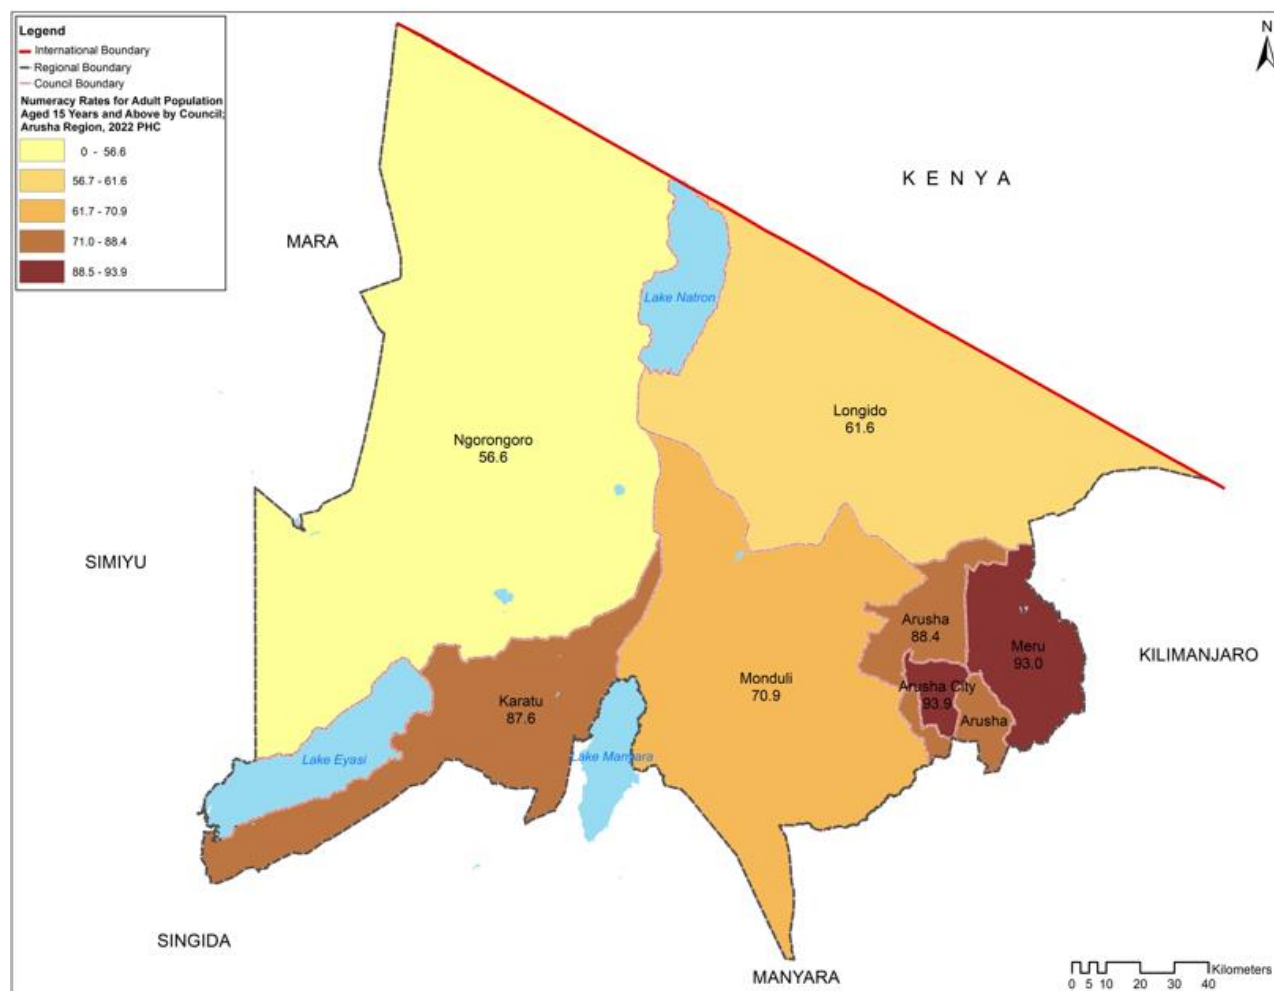 Legend
International Boundary
Regional Boundary
Council Boundary
Numeracy Rates for Adult Population
Aged 15 Years and Above by Council;
Arusha Region, 2022 PHC
0 - 56.6
56.7 - 61.6
61.7 - 70.9
71.0 - 88.4
88.5 - 93.9
N
KENYA
MARA
Lake Natron
Longido
61.6
Ngorongoro
56.6
SIMIYU
Arusha
88.4
Meru
93.0
KILIMANJARO
Monduli
70.9
Arusha City
93.9
Karatu
87.6
Arusha
Lake Eyasi
Lake Manyara
SINGIDA
MANYARA
Kilometers
0 5 10 20 30 40